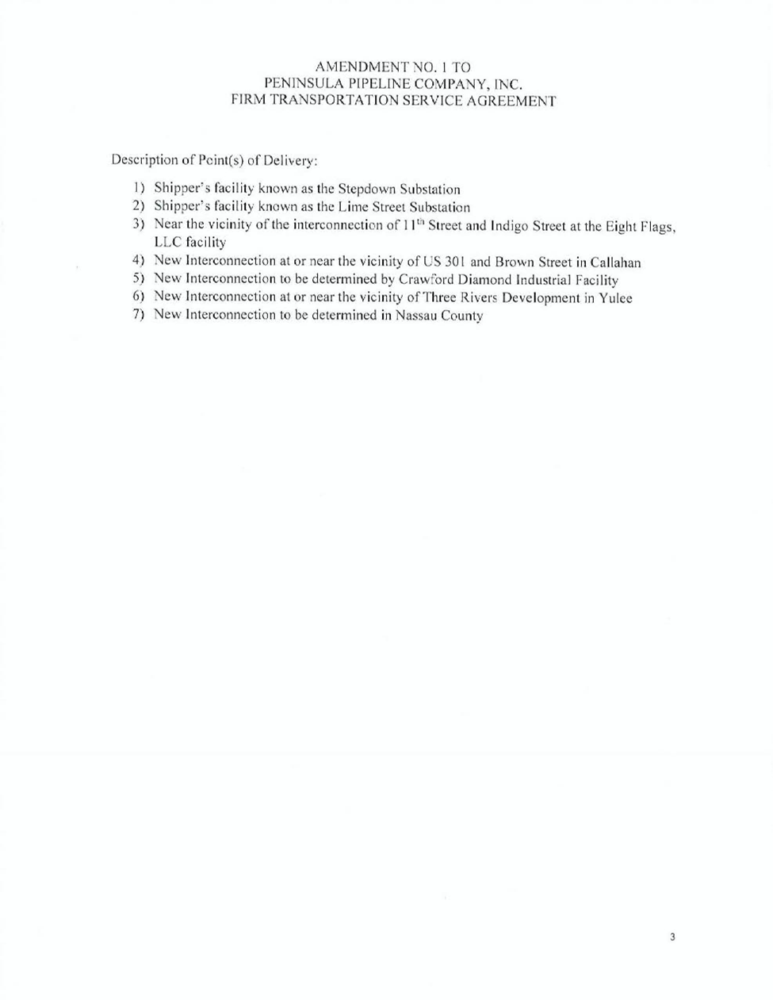 AMENDMENT NO. 1 TO
PENINSULA PIPELINE COMPANY, INC.
FIRM TRANSPORTATION SERVICE AGREEMENT
Description of Point(s) of Delivery:
1) Shipper's facility known as the Stepdown Substation
2) Shipper's facility known as the Lime Street Substation
3) Near the vicinity of the interconnection of 11th Street and Indigo Street at the Eight Flags,
LLC facility
4) New Interconnection at or near the vicinity of US 301 and Brown Street in Callahan
5) New Interconnection to be determined by Crawford Diamond Industrial Facility
6) New Interconnection at or near the vicinity of Three Rivers Development in Yulee
7) New Interconnection to be determined in Nassau County
3